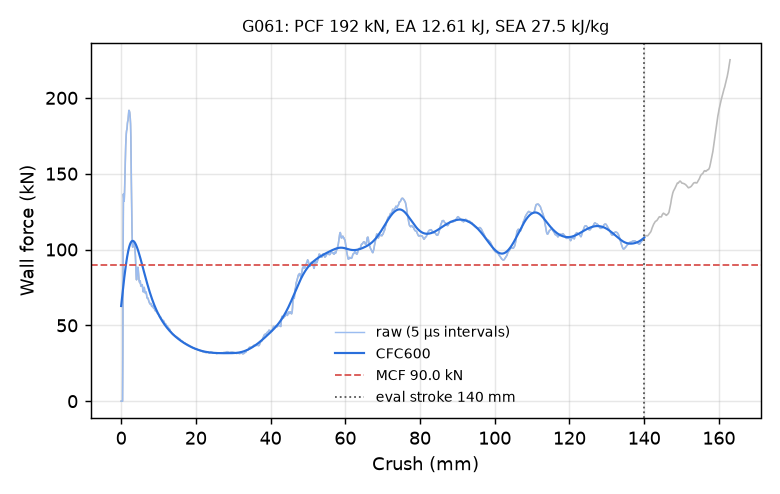 G061: PCF 192 kN, EA 12.61 kJ, SEA 27.5 kJ/kg
Wall force (kN)
200
150
100
50
0
raw (5 µs intervals)
CFC600
MCF 90.0 kN
eval stroke 140 mm
0 20 40 60 80 100 120 140 160
Crush (mm)